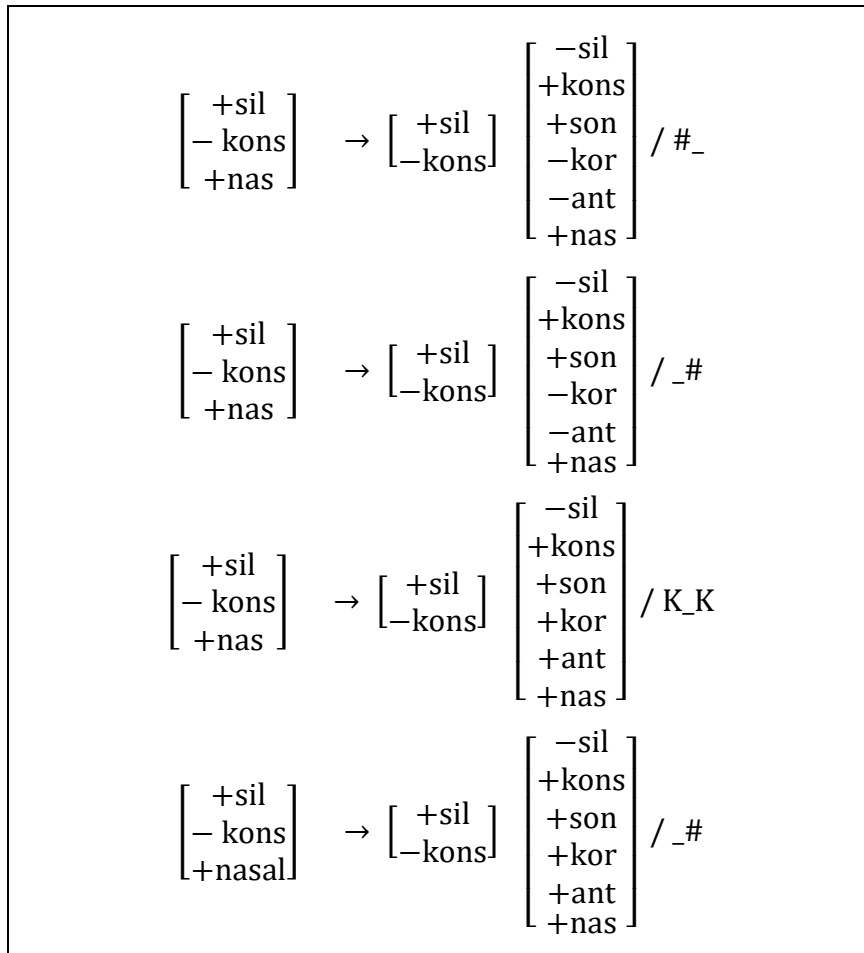 [+sil − kons +nas] → [+sil −kons] [−sil +kons +son −kor −ant +nas] / #_
[+sil − kons +nas] → [+sil −kons] [−sil +kons +son −kor −ant +nas] / _#
[+sil − kons +nas] → [+sil −kons] [−sil +kons +son +kor +ant +nas] / K_K
[+sil − kons +nasal] → [+sil −kons] [−sil +kons +son +kor +ant +nas] / _#